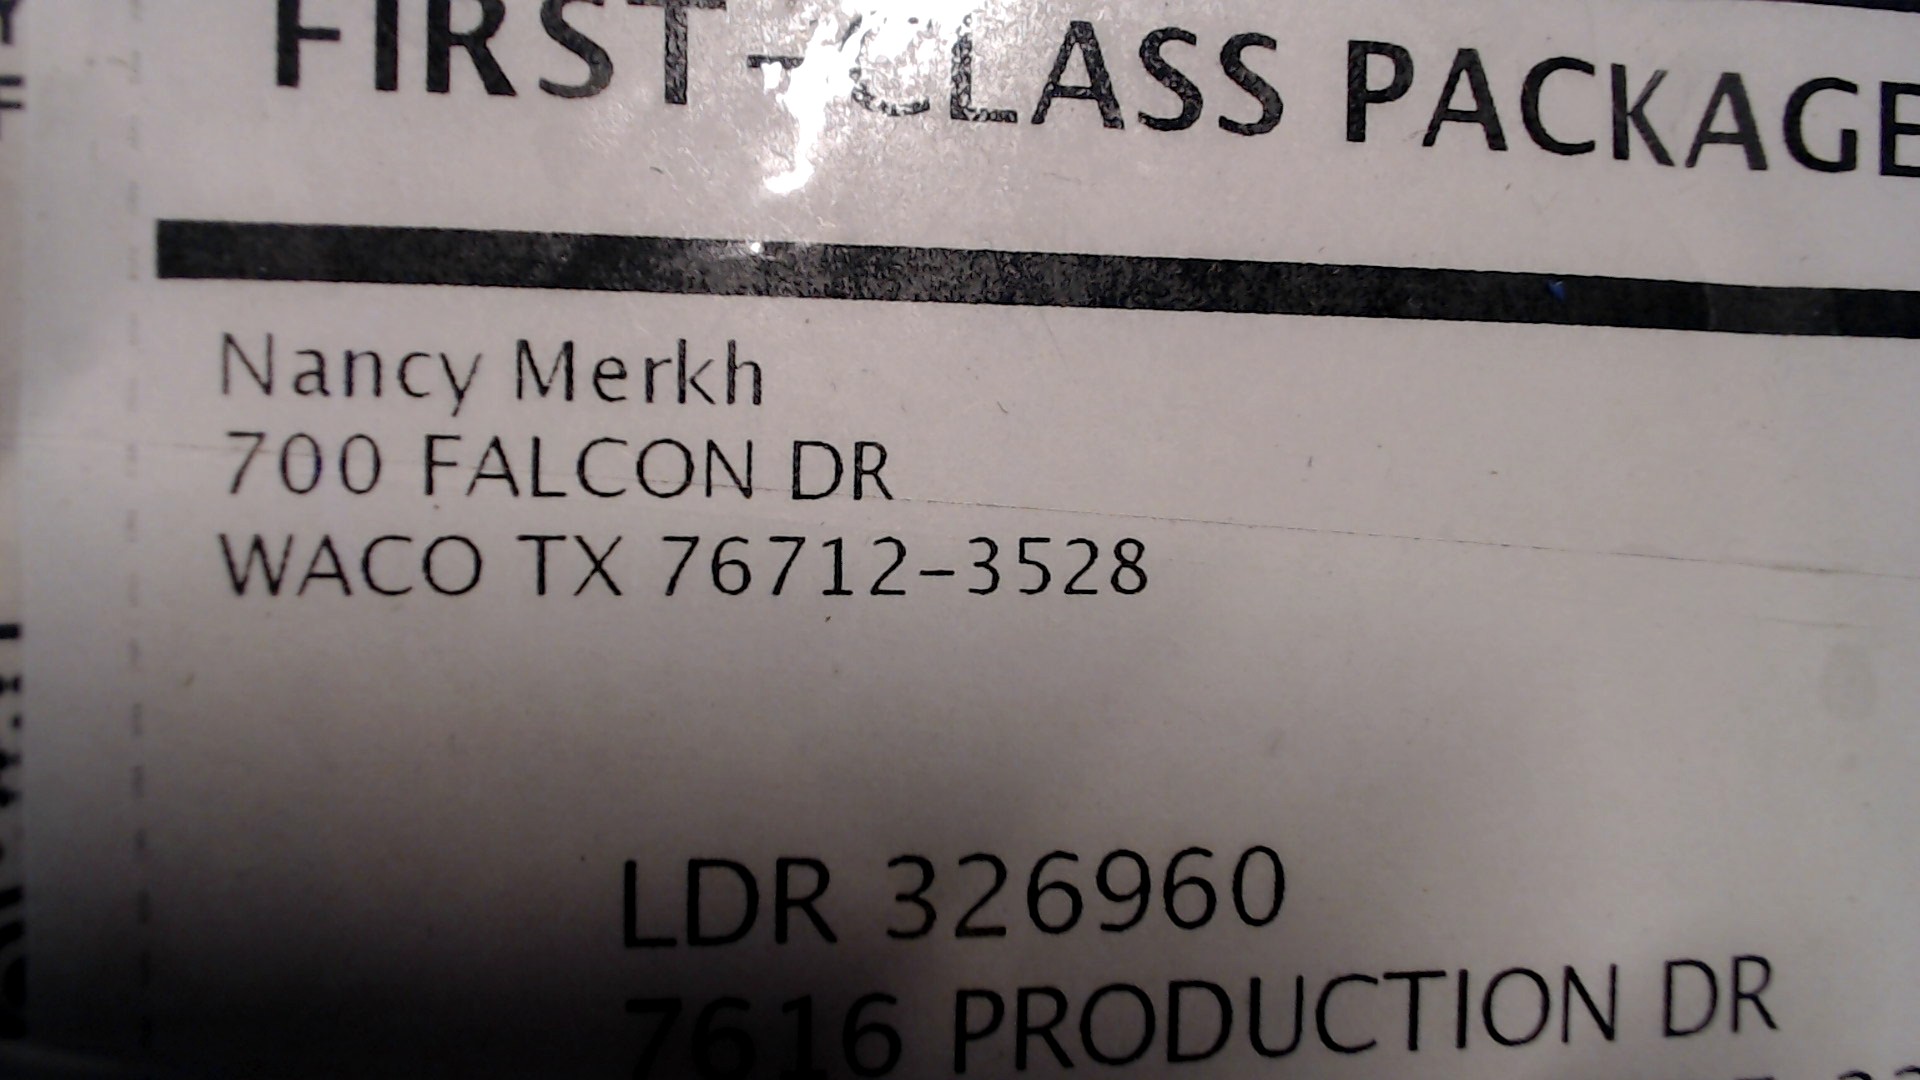 FIRST-CLASS PACKAGE
Nancy Merkh
700 FALCON DR
WACO TX 76712-3528
LDR 326960
7616 PRODUCTION DR